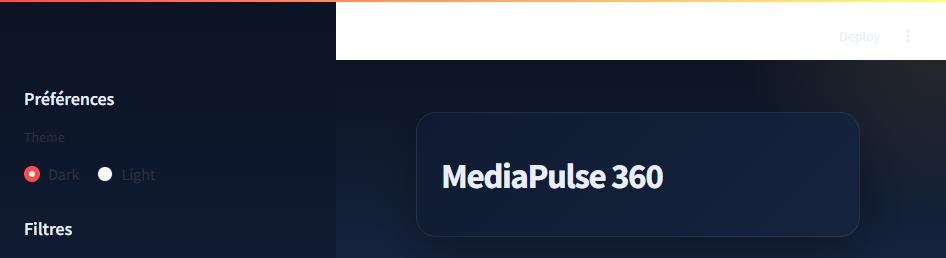 Deploy
Préférences
Theme
Dark Light
Filtres
MediaPulse 360